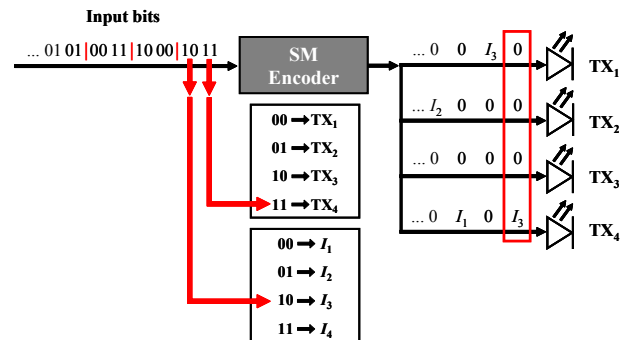 Input bits
... 01 01 | 00 11 | 10 00 | 10 11
SM
Encoder
00 → TX₁
01 → TX₂
10 → TX₃
11 → TX₄
00 → I₁
01 → I₂
10 → I₃
11 → I₄
... 0 0 I₃ 0 TX₁
... I₂ 0 0 0 TX₂
... 0 0 0 0 TX₃
... 0 I₁ 0 I₃ TX₄